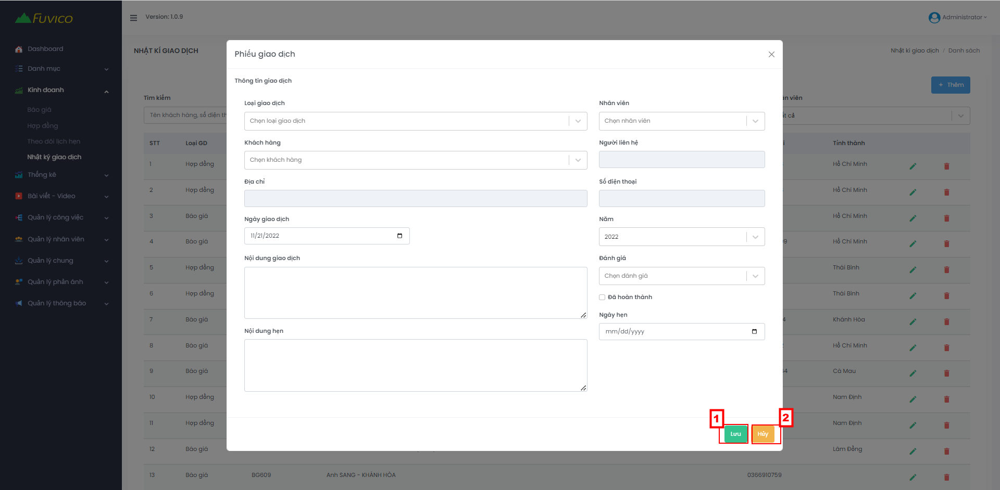 FUVICO
Version: 1.0.9
Administrator
Dashboard
Danh mục
Kinh doanh
Báo giá
Hợp đồng
Theo dõi lịch hẹn
Nhật ký giao dịch
Thống kê
Bài viết - Video
Quản lý công việc
Quản lý nhân viên
Quản lý chung
Quản lý phản ánh
Quản lý thông báo
NHẬT KÍ GIAO DỊCH
Nhật kí giao dịch / Danh sách
+ Thêm
Tìm kiếm
Tên khách hàng, số điện th
ân viên
ất cả
Phiếu giao dịch
Thông tin giao dịch
Loại giao dịch
Chọn loại giao dịch
Nhân viên
Chọn nhân viên
Khách hàng
Chọn khách hàng
Người liên hệ
Địa chỉ
Số điện thoại
Ngày giao dịch
11/21/2022
Năm
2022
Nội dung giao dịch
Đánh giá
Chọn đánh giá
Đã hoàn thành
Ngày hẹn
mm/dd/yyyy
Nội dung hẹn
1
Lưu
2
Hủy
STT Loại GD Tỉnh thành
1 Hợp đồng Hồ Chí Minh
2 Hợp đồng Hồ Chí Minh
3 Báo giá Hồ Chí Minh
4 Báo giá 99 Hồ Chí Minh
5 Hợp đồng Thái Bình
6 Hợp đồng Thái Bình
7 Báo giá 4 Khánh Hòa
8 Báo giá Hồ Chí Minh
9 Báo giá 64 Cà Mau
10 Hợp đồng Nam Định
11 Hợp đồng Nam Định
12 Báo giá Lâm Đồng
13 Báo giá BG609 Anh SANG - KHÁNH HÒA 0366910759